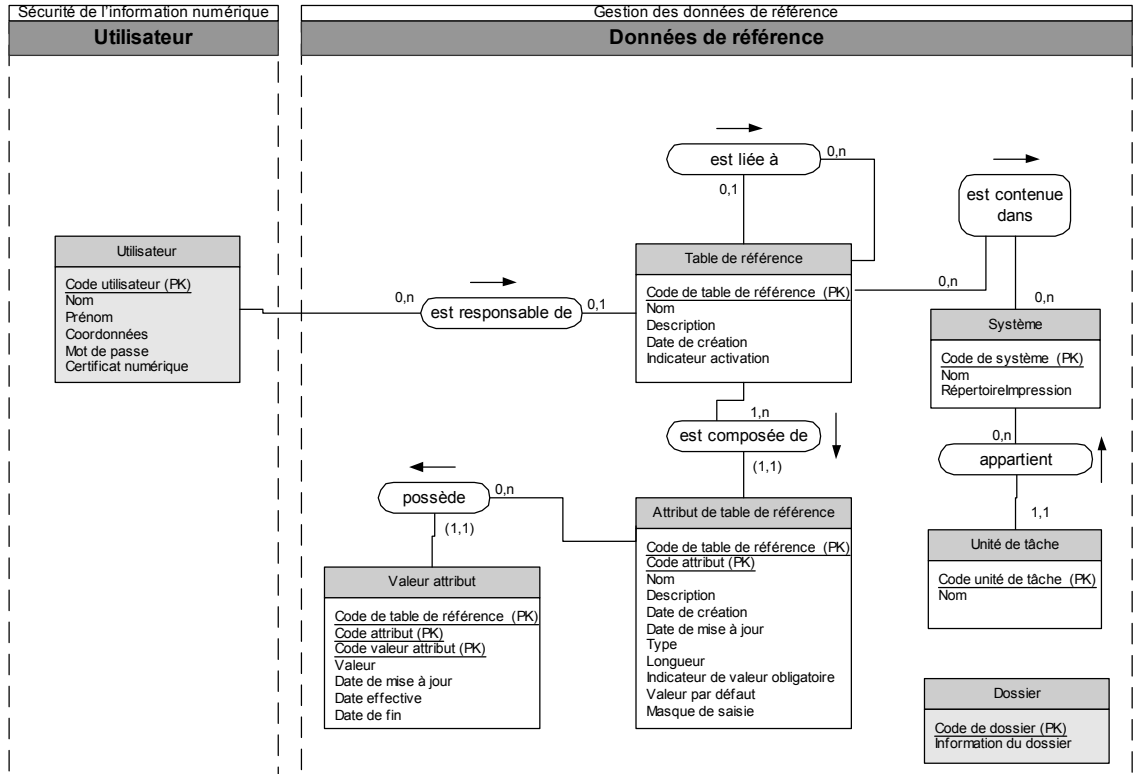 Sécurité de l'information numérique
Gestion des données de référence
Utilisateur
Données de référence
est liée à
0,n
0,1
est contenue
dans
Utilisateur
Code utilisateur (PK)
Nom
Prénom
Coordonnées
Mot de passe
Certificat numérique
0,n
est responsable de
0,1
Table de référence
Code de table de référence (PK)
Nom
Description
Date de création
Indicateur activation
0,n
0,n
Système
Code de système (PK)
Nom
RépertoireImpression
1,n
est composée de
(1,1)
0,n
appartient
1,1
possède
0,n
(1,1)
Attribut de table de référence
Code de table de référence (PK)
Code attribut (PK)
Nom
Description
Date de création
Date de mise à jour
Type
Longueur
Indicateur de valeur obligatoire
Valeur par défaut
Masque de saisie
Unité de tâche
Code unité de tâche (PK)
Nom
Valeur attribut
Code de table de référence (PK)
Code attribut (PK)
Code valeur attribut (PK)
Valeur
Date de mise à jour
Date effective
Date de fin
Dossier
Code de dossier (PK)
Information du dossier